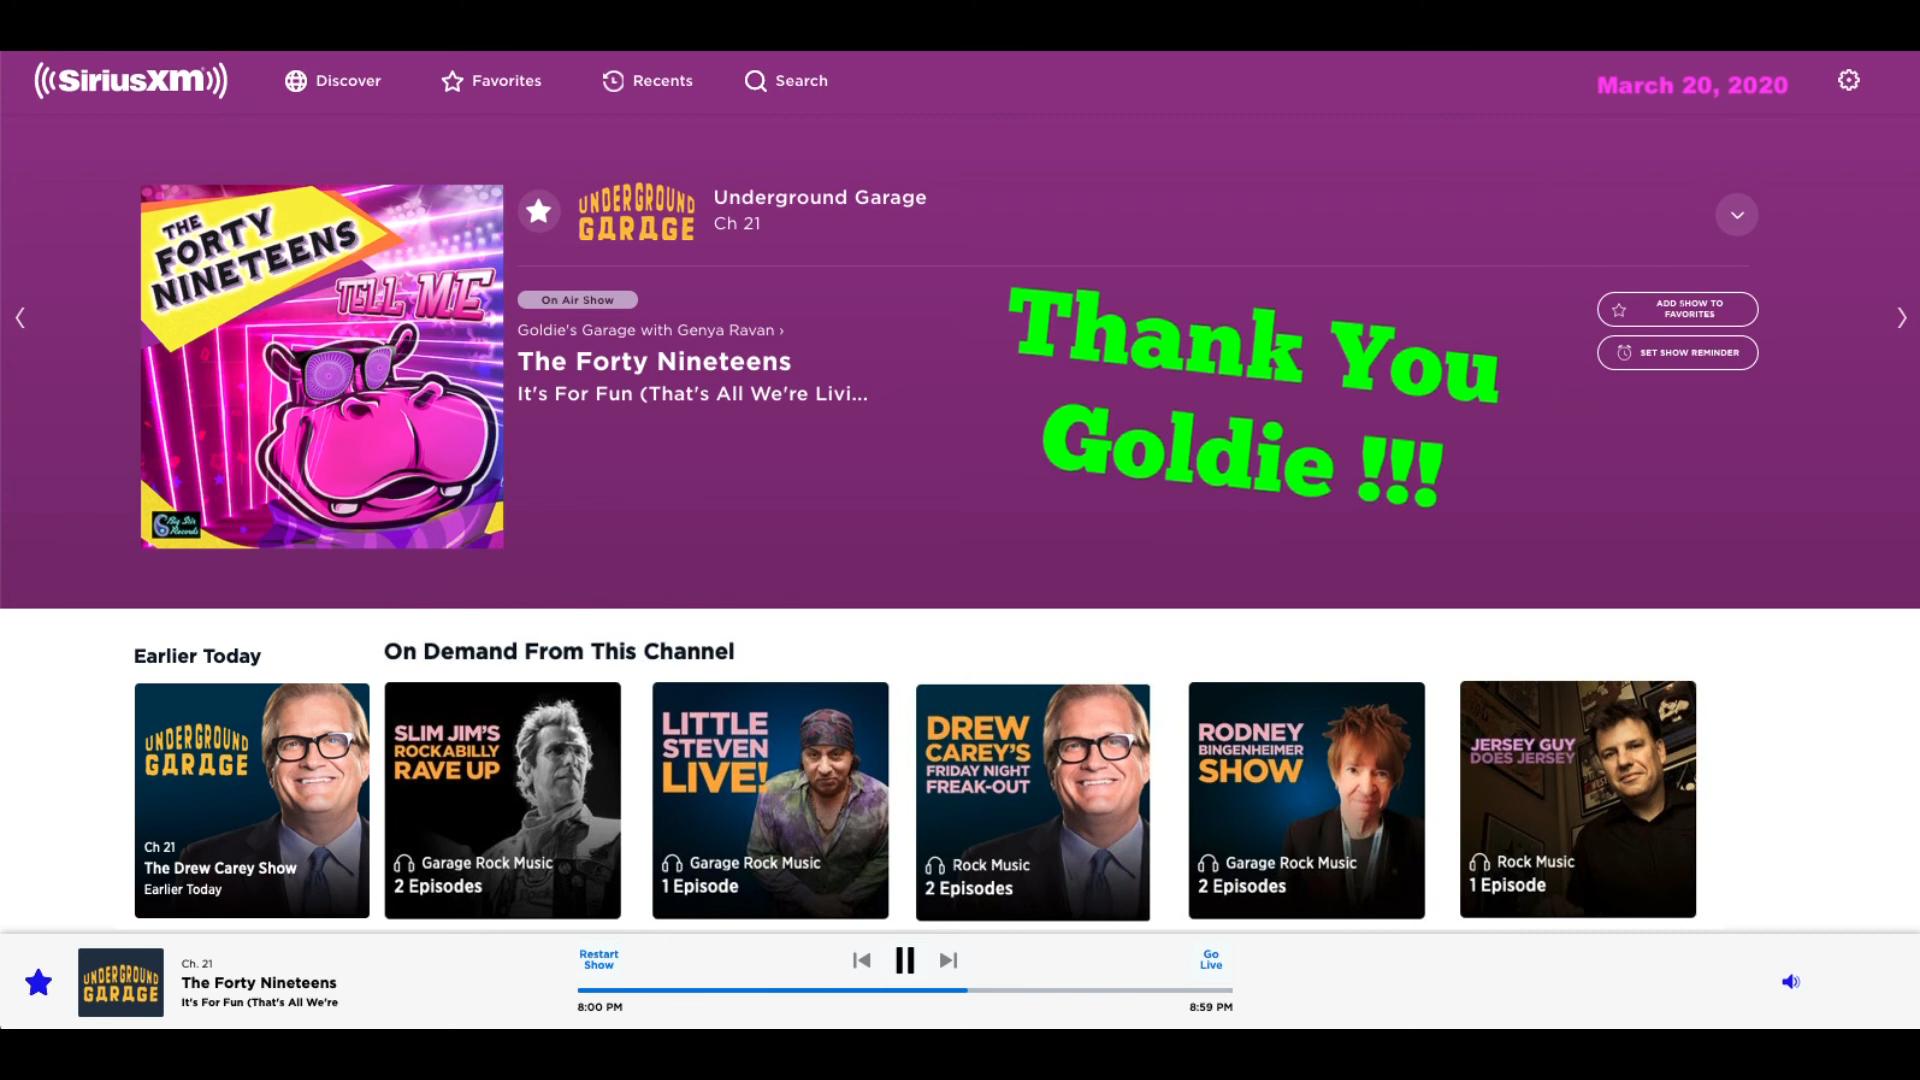 SiriusXM
Discover
Favorites
Recents
Search
March 20, 2020
THE
FORTY
NINETEENS
TELL ME
Big Stir
Records
UNDERGROUND
GARAGE
Underground Garage
Ch 21
On Air Show
Goldie's Garage with Genya Ravan ›
The Forty Nineteens
It's For Fun (That's All We're Livi...
Thank You
Goldie !!!
ADD SHOW TO
FAVORITES
SET SHOW REMINDER
Earlier Today
On Demand From This Channel
UNDERGROUND
GARAGE
Ch 21
The Drew Carey Show
Earlier Today
SLIM JIM'S
ROCKABILLY
RAVE UP
Garage Rock Music
2 Episodes
LITTLE
STEVEN
LIVE!
Garage Rock Music
1 Episode
DREW
CAREY'S
FRIDAY NIGHT
FREAK-OUT
Rock Music
2 Episodes
RODNEY
BINGENHEIMER
SHOW
Garage Rock Music
2 Episodes
JERSEY GUY
DOES JERSEY
Rock Music
1 Episode
UNDERGROUND
GARAGE
Ch. 21
The Forty Nineteens
It's For Fun (That's All We're
Restart
Show
Go
Live
8:00 PM
8:59 PM